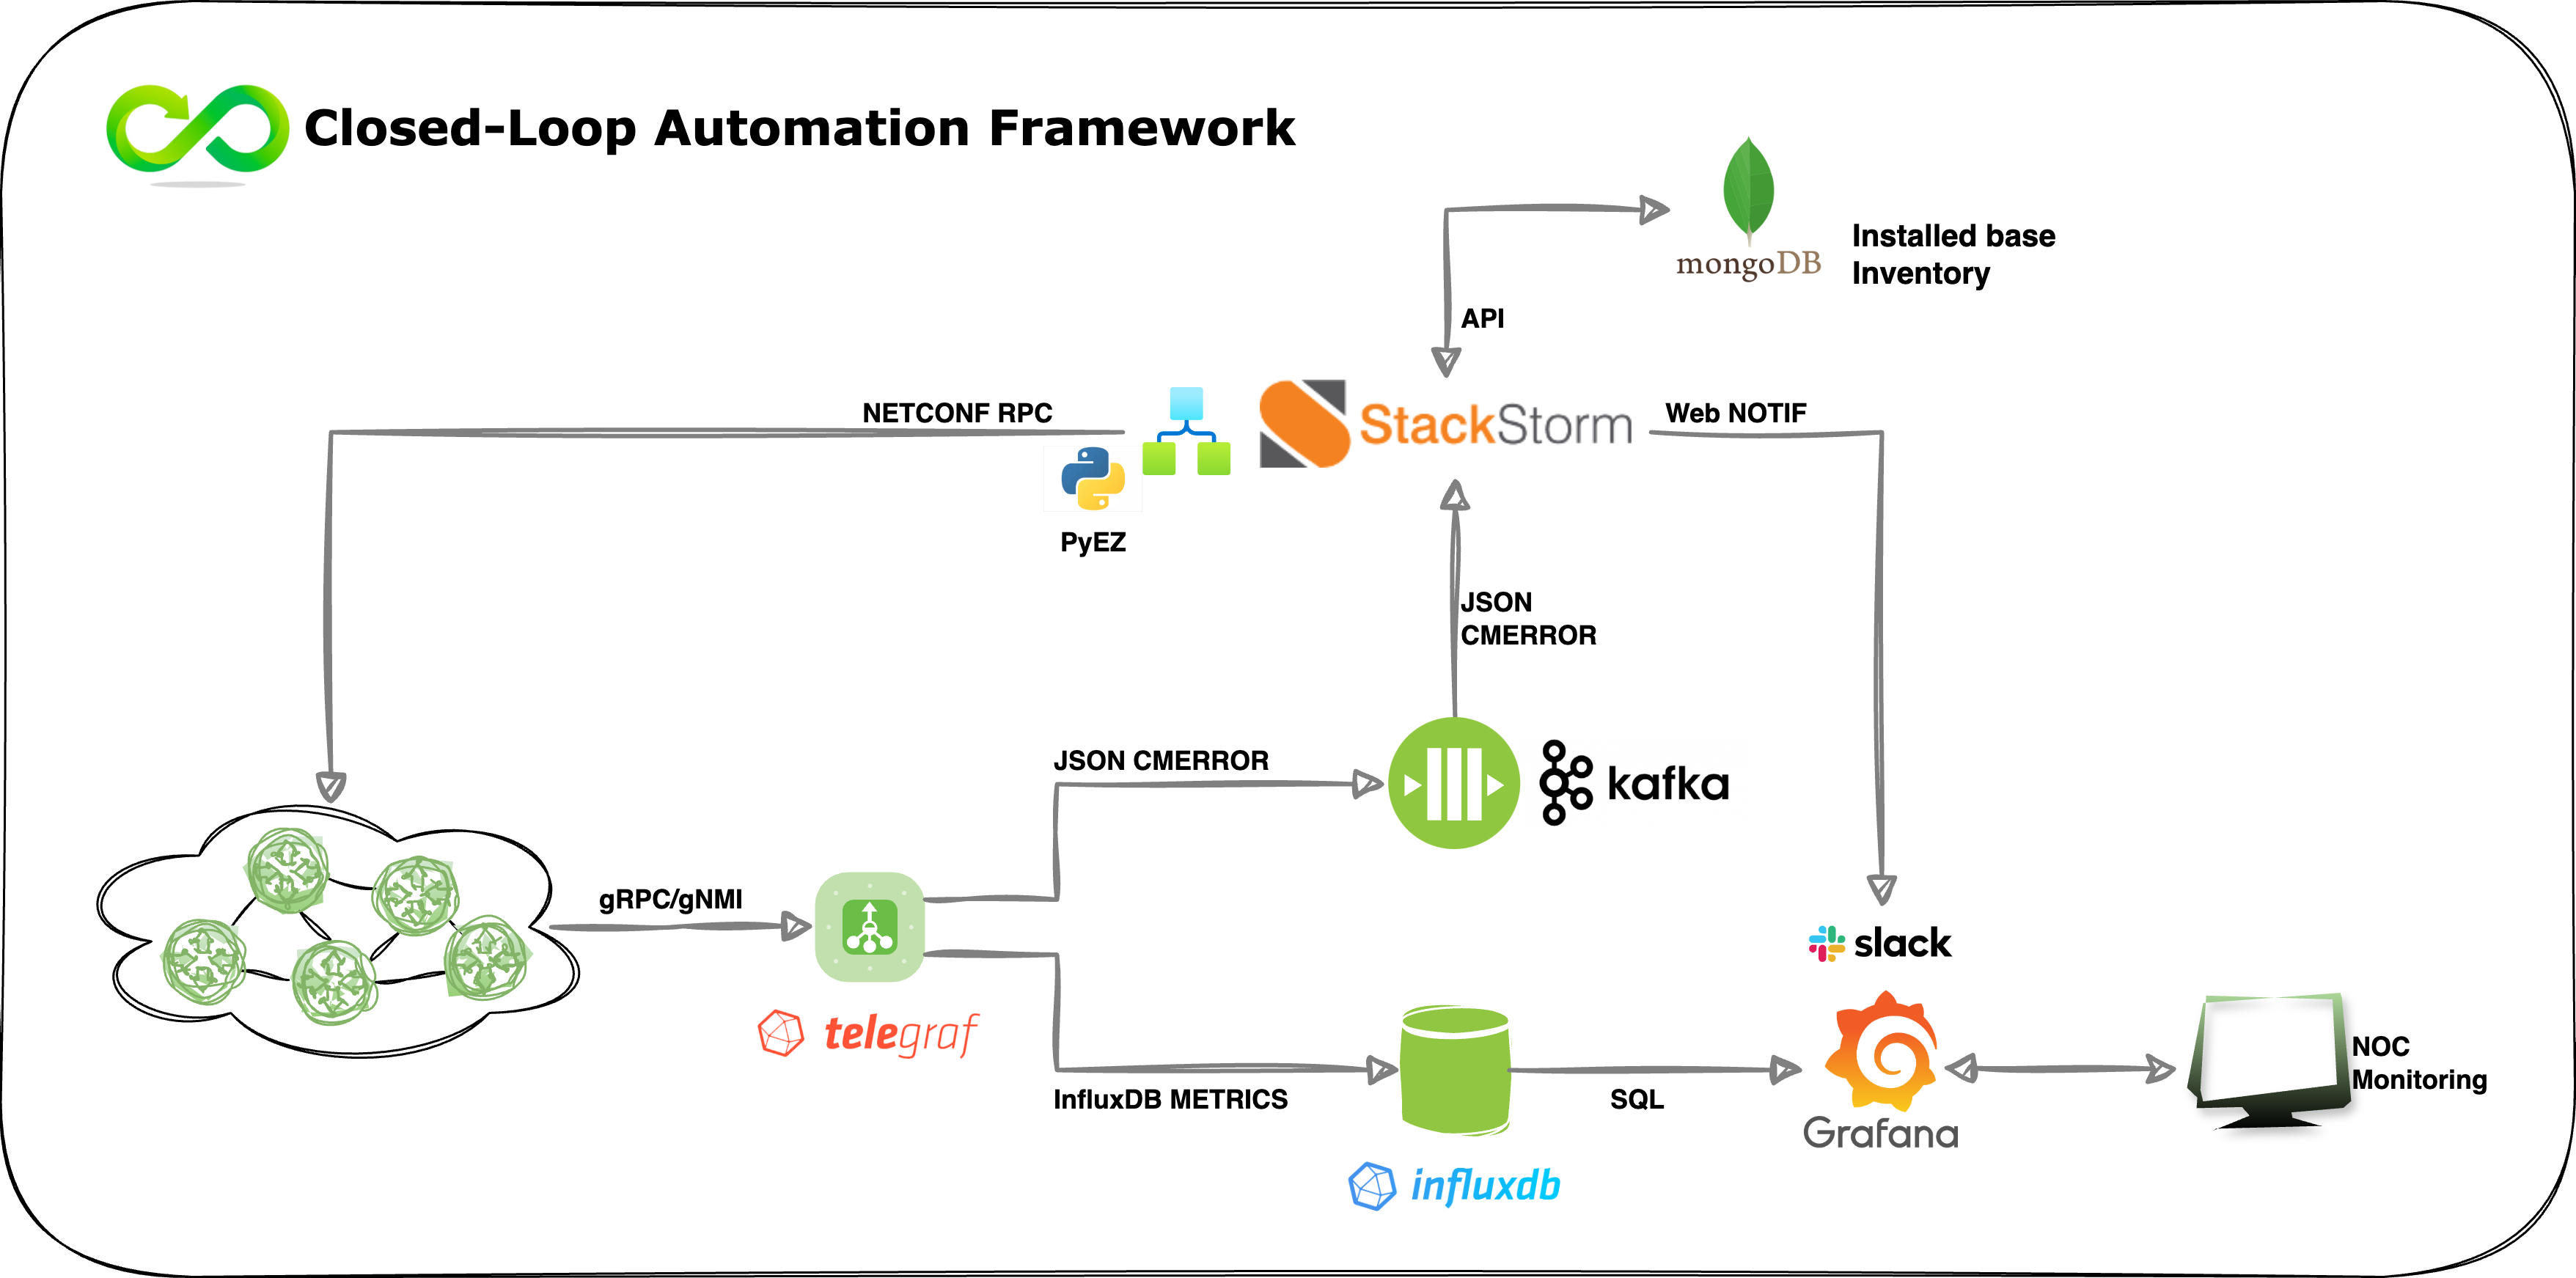 Closed-Loop Automation Framework
mongoDB
Installed base
Inventory
API
NETCONF RPC
StackStorm
Web NOTIF
PyEZ
JSON
CMERROR
JSON CMERROR
kafka
gRPC/gNMI
slack
telegraf
NOC
Monitoring
InfluxDB METRICS
SQL
Grafana
influxdb